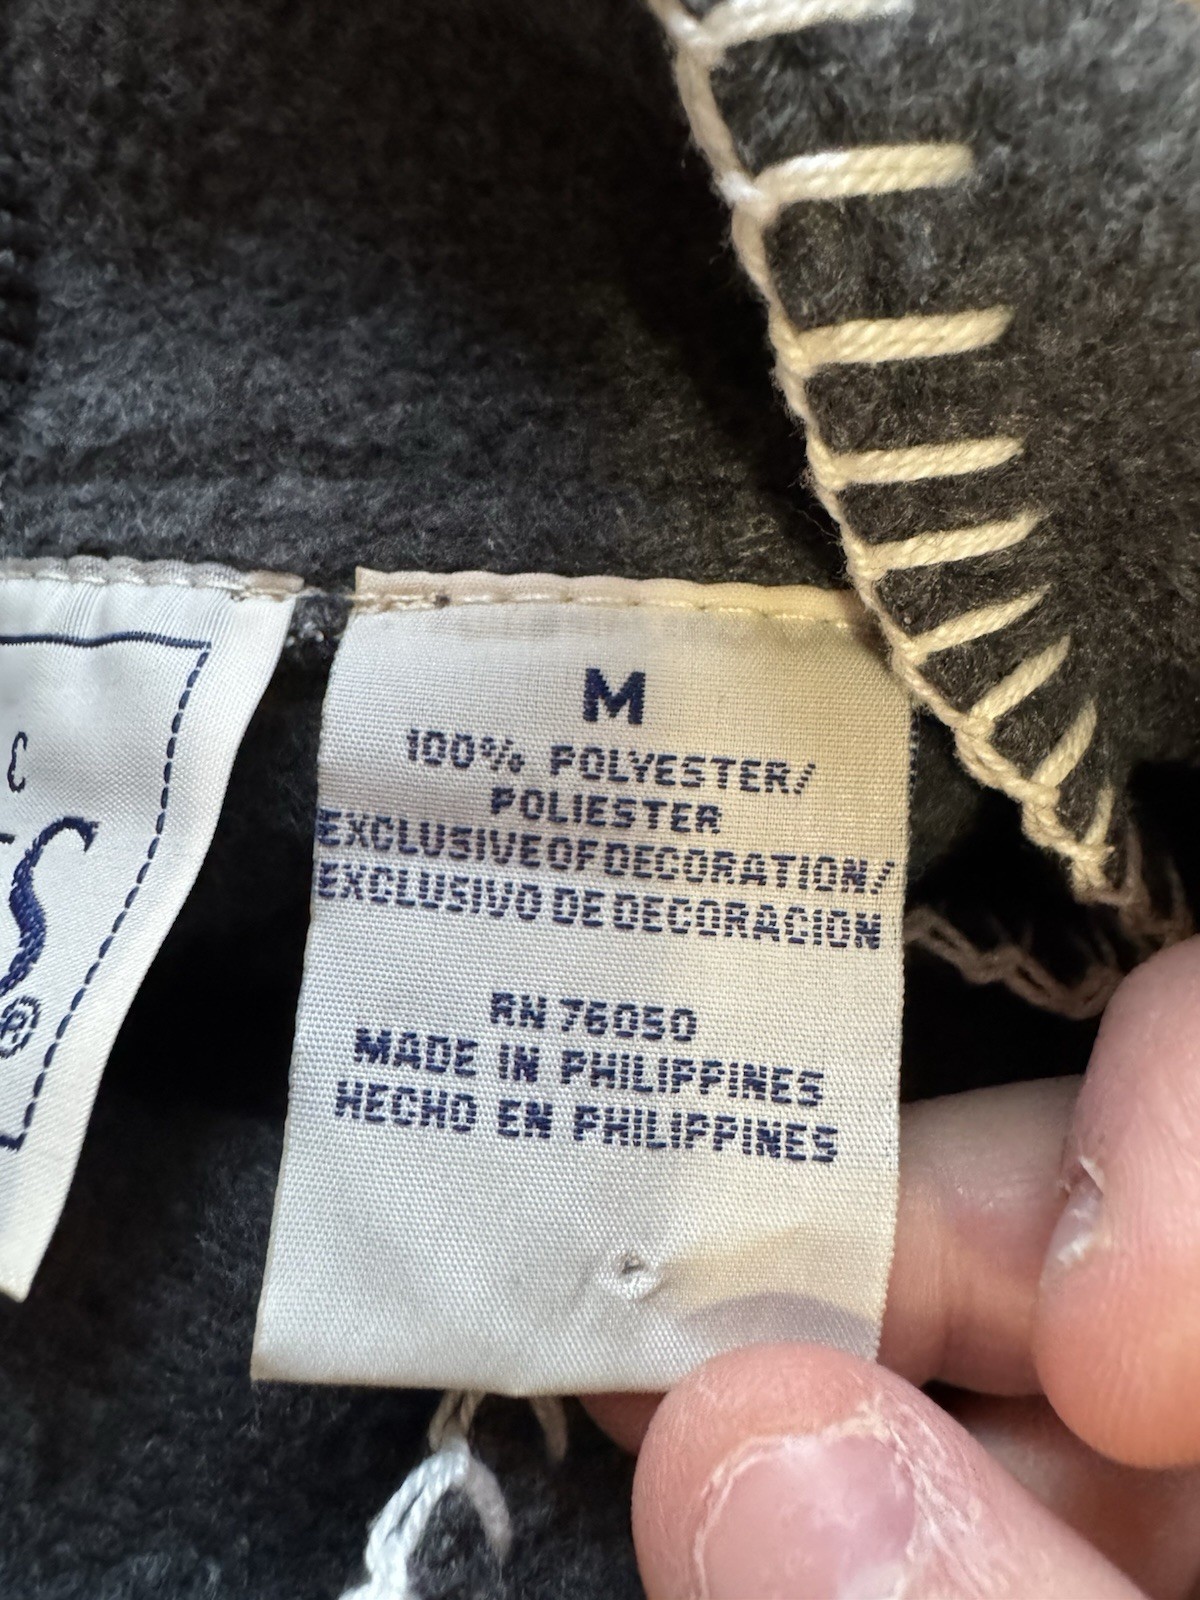 C
S®
M
100% POLYESTER/
POLIESTER
EXCLUSIVE OF DECORATION/
EXCLUSIVO DE DECORACION
RN 76050
MADE IN PHILIPPINES
HECHO EN PHILIPPINES